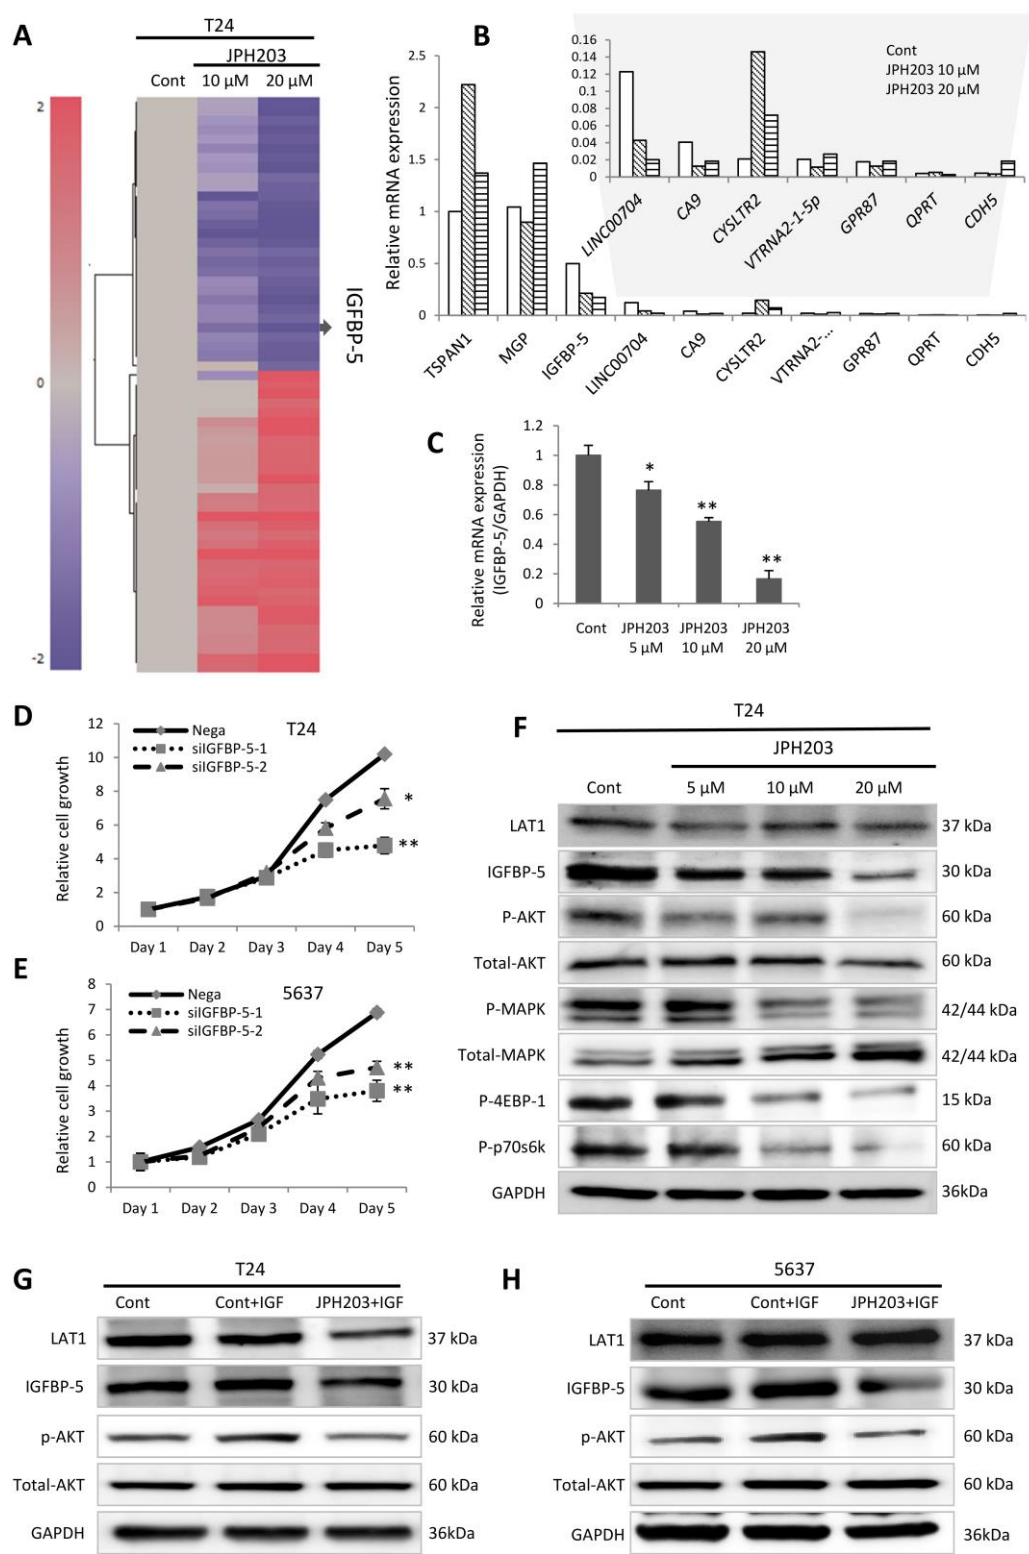 A
T24
JPH203
Cont 10 µM 20 µM
2
0
-2
IGFBP-5
B
Relative mRNA expression
2.5
2
1.5
1
0.5
0
TSPAN1
MGP
IGFBP-5
LINC00704
CA9
CYSLTR2
VTRNA2-...
GPR87
QPRT
CDH5
0.16
0.14
0.12
0.1
0.08
0.06
0.04
0.02
0
Cont
JPH203 10 µM
JPH203 20 µM
LINC00704
CA9
CYSLTR2
VTRNA2-1-5p
GPR87
QPRT
CDH5
C
Relative mRNA expression
(IGFBP-5/GAPDH)
1.2
1
0.8
0.6
0.4
0.2
0
*
**
**
Cont JPH203 JPH203 JPH203
5 µM 10 µM 20 µM
D
T24
Relative cell growth
12
10
8
6
4
2
0
Nega
siIGFBP-5-1
siIGFBP-5-2
*
**
Day 1 Day 2 Day 3 Day 4 Day 5
E
5637
Relative cell growth
8
7
6
5
4
3
2
1
0
Nega
siIGFBP-5-1
siIGFBP-5-2
**
**
Day 1 Day 2 Day 3 Day 4 Day 5
F
T24
JPH203
Cont 5 µM 10 µM 20 µM
LAT1 37 kDa
IGFBP-5 30 kDa
P-AKT 60 kDa
Total-AKT 60 kDa
P-MAPK 42/44 kDa
Total-MAPK 42/44 kDa
P-4EBP-1 15 kDa
P-p70s6k 60 kDa
GAPDH 36kDa
G
T24
Cont Cont+IGF JPH203+IGF
LAT1 37 kDa
IGFBP-5 30 kDa
p-AKT 60 kDa
Total-AKT 60 kDa
GAPDH 36kDa
H
5637
Cont Cont+IGF JPH203+IGF
LAT1 37 kDa
IGFBP-5 30 kDa
p-AKT 60 kDa
Total-AKT 60 kDa
GAPDH 36kDa